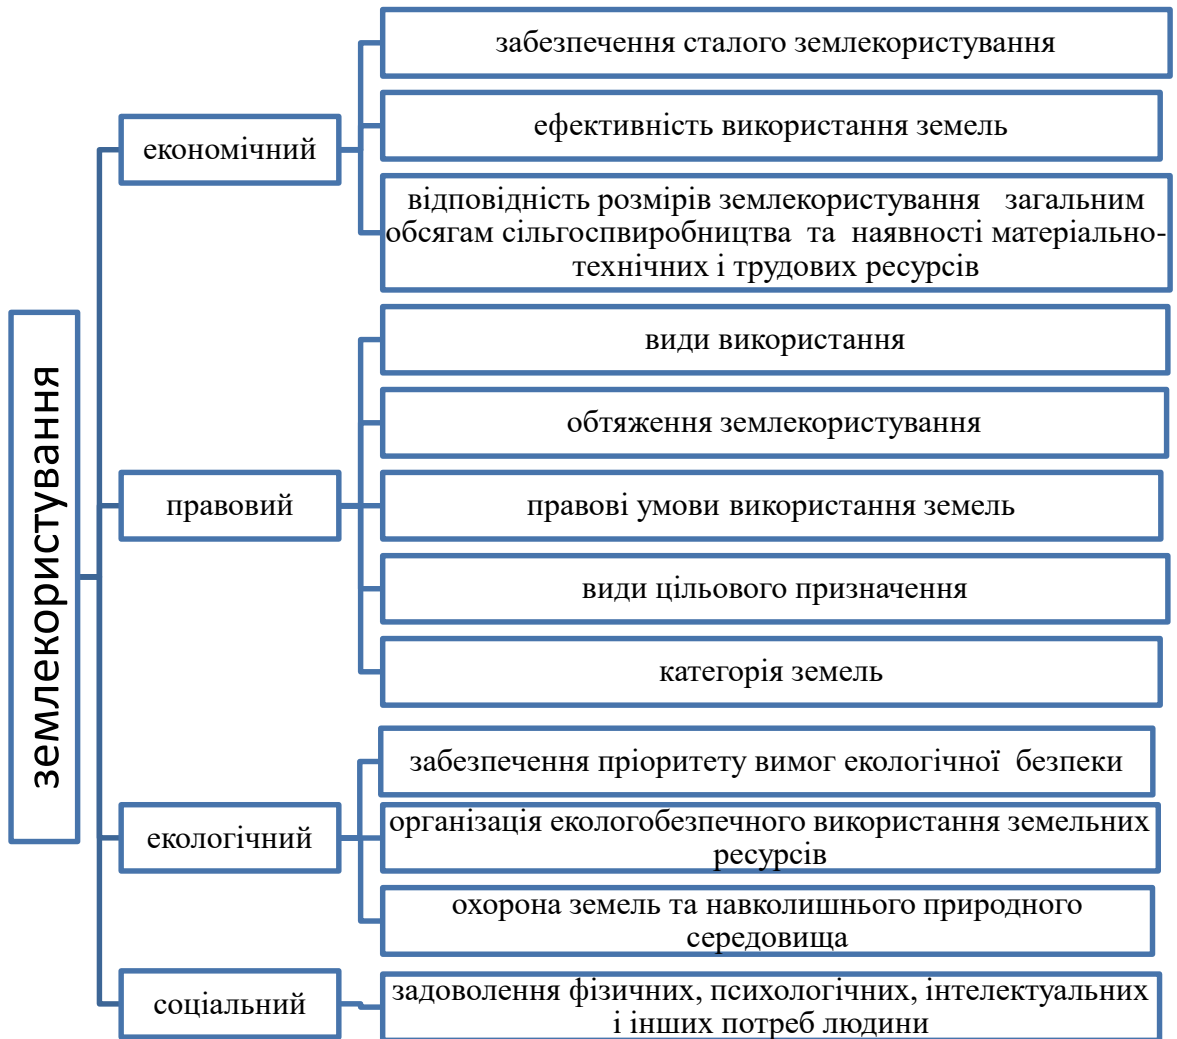 землекористування
економічний
забезпечення сталого землекористування
ефективність використання земель
відповідність розмірів землекористування загальним
обсягам сільгоспвиробництва та наявності матеріально-
технічних і трудових ресурсів
правовий
види використання
обтяження землекористування
правові умови використання земель
види цільового призначення
категорія земель
екологічний
забезпечення пріоритету вимог екологічної безпеки
організація екологобезпечного використання земельних
ресурсів
охорона земель та навколишнього природного
середовища
соціальний
задоволення фізичних, психологічних, інтелектуальних
і інших потреб людини